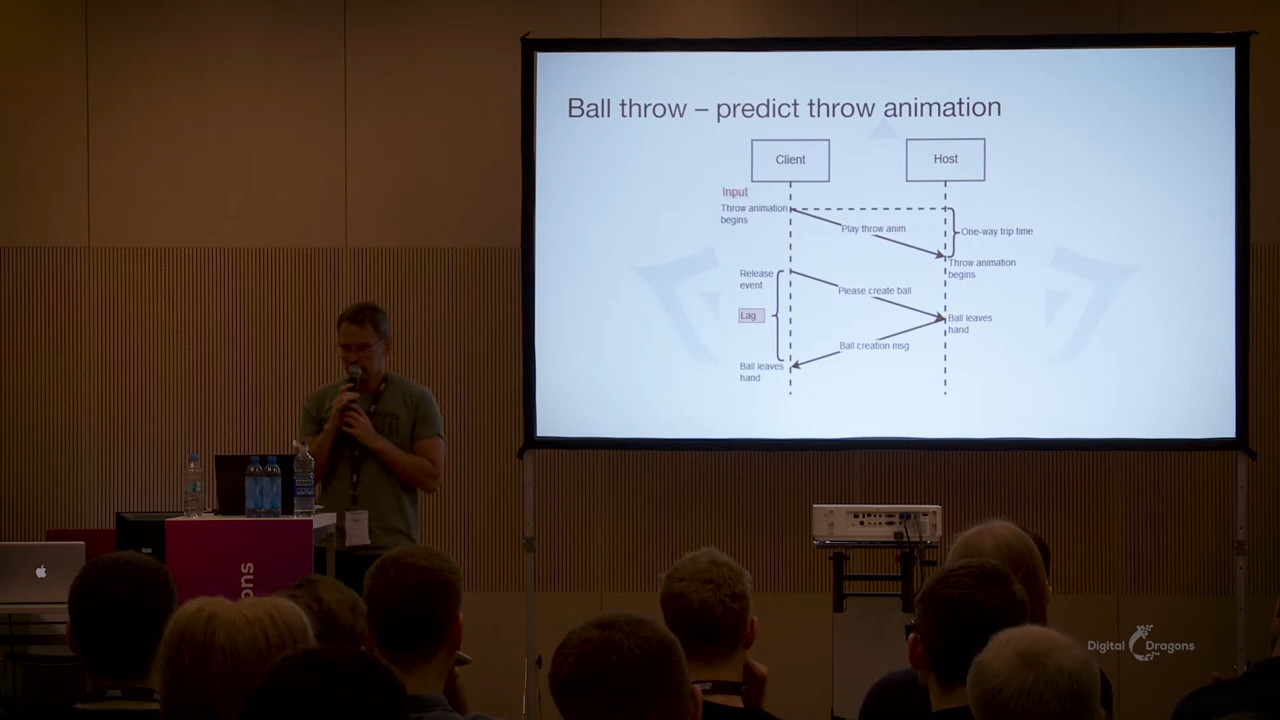 Ball throw – predict throw animation
Client
Host
Input
Throw animation
begins
Play throw anim
One-way trip time
Throw animation
begins
Release
event
Please create ball
Lag
Ball leaves
hand
Ball creation msg
Ball leaves
hand
ons
Digital Dragons